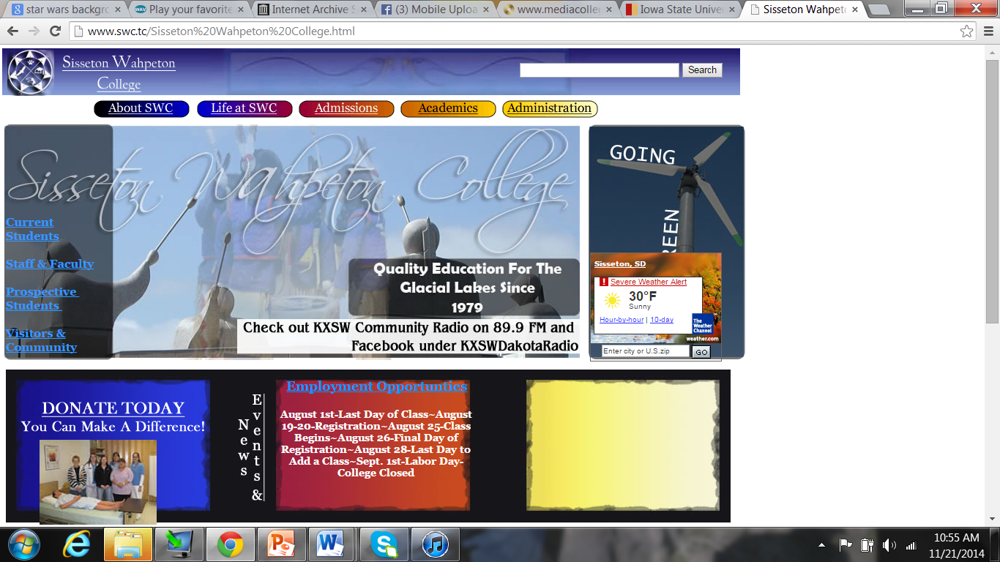 star wars backgro
Play your favorite
Internet Archive S
(3) Mobile Uploa
www.mediacolleg
Iowa State Univer
Sisseton Wahpeto
www.swc.tc/Sisseton%20Wahpeton%20College.html
Sisseton Wahpeton
College
Search
About SWC
Life at SWC
Admissions
Academics
Administration
Sisseton Wahpeton College
Current
Students
Staff & Faculty
Prospective
Students
Visitors &
Community
Quality Education For The
Glacial Lakes Since
1979
Check out KXSW Community Radio on 89.9 FM and
Facebook under KXSWDakotaRadio
GOING
REEN
Sisseton, SD
Severe Weather Alert
30°F
Sunny
Hour-by-hour | 10-day
The
Weather
Channel
weather.com
Enter city or U.S.zip
GO
DONATE TODAY
You Can Make A Difference!
Events &
News
Employment Opportunties
August 1st-Last Day of Class~August
19-20-Registration~August 25-Class
Begins~August 26-Final Day of
Registration~August 28-Last Day to
Add a Class~Sept. 1st-Labor Day-
College Closed
10:55 AM
11/21/2014